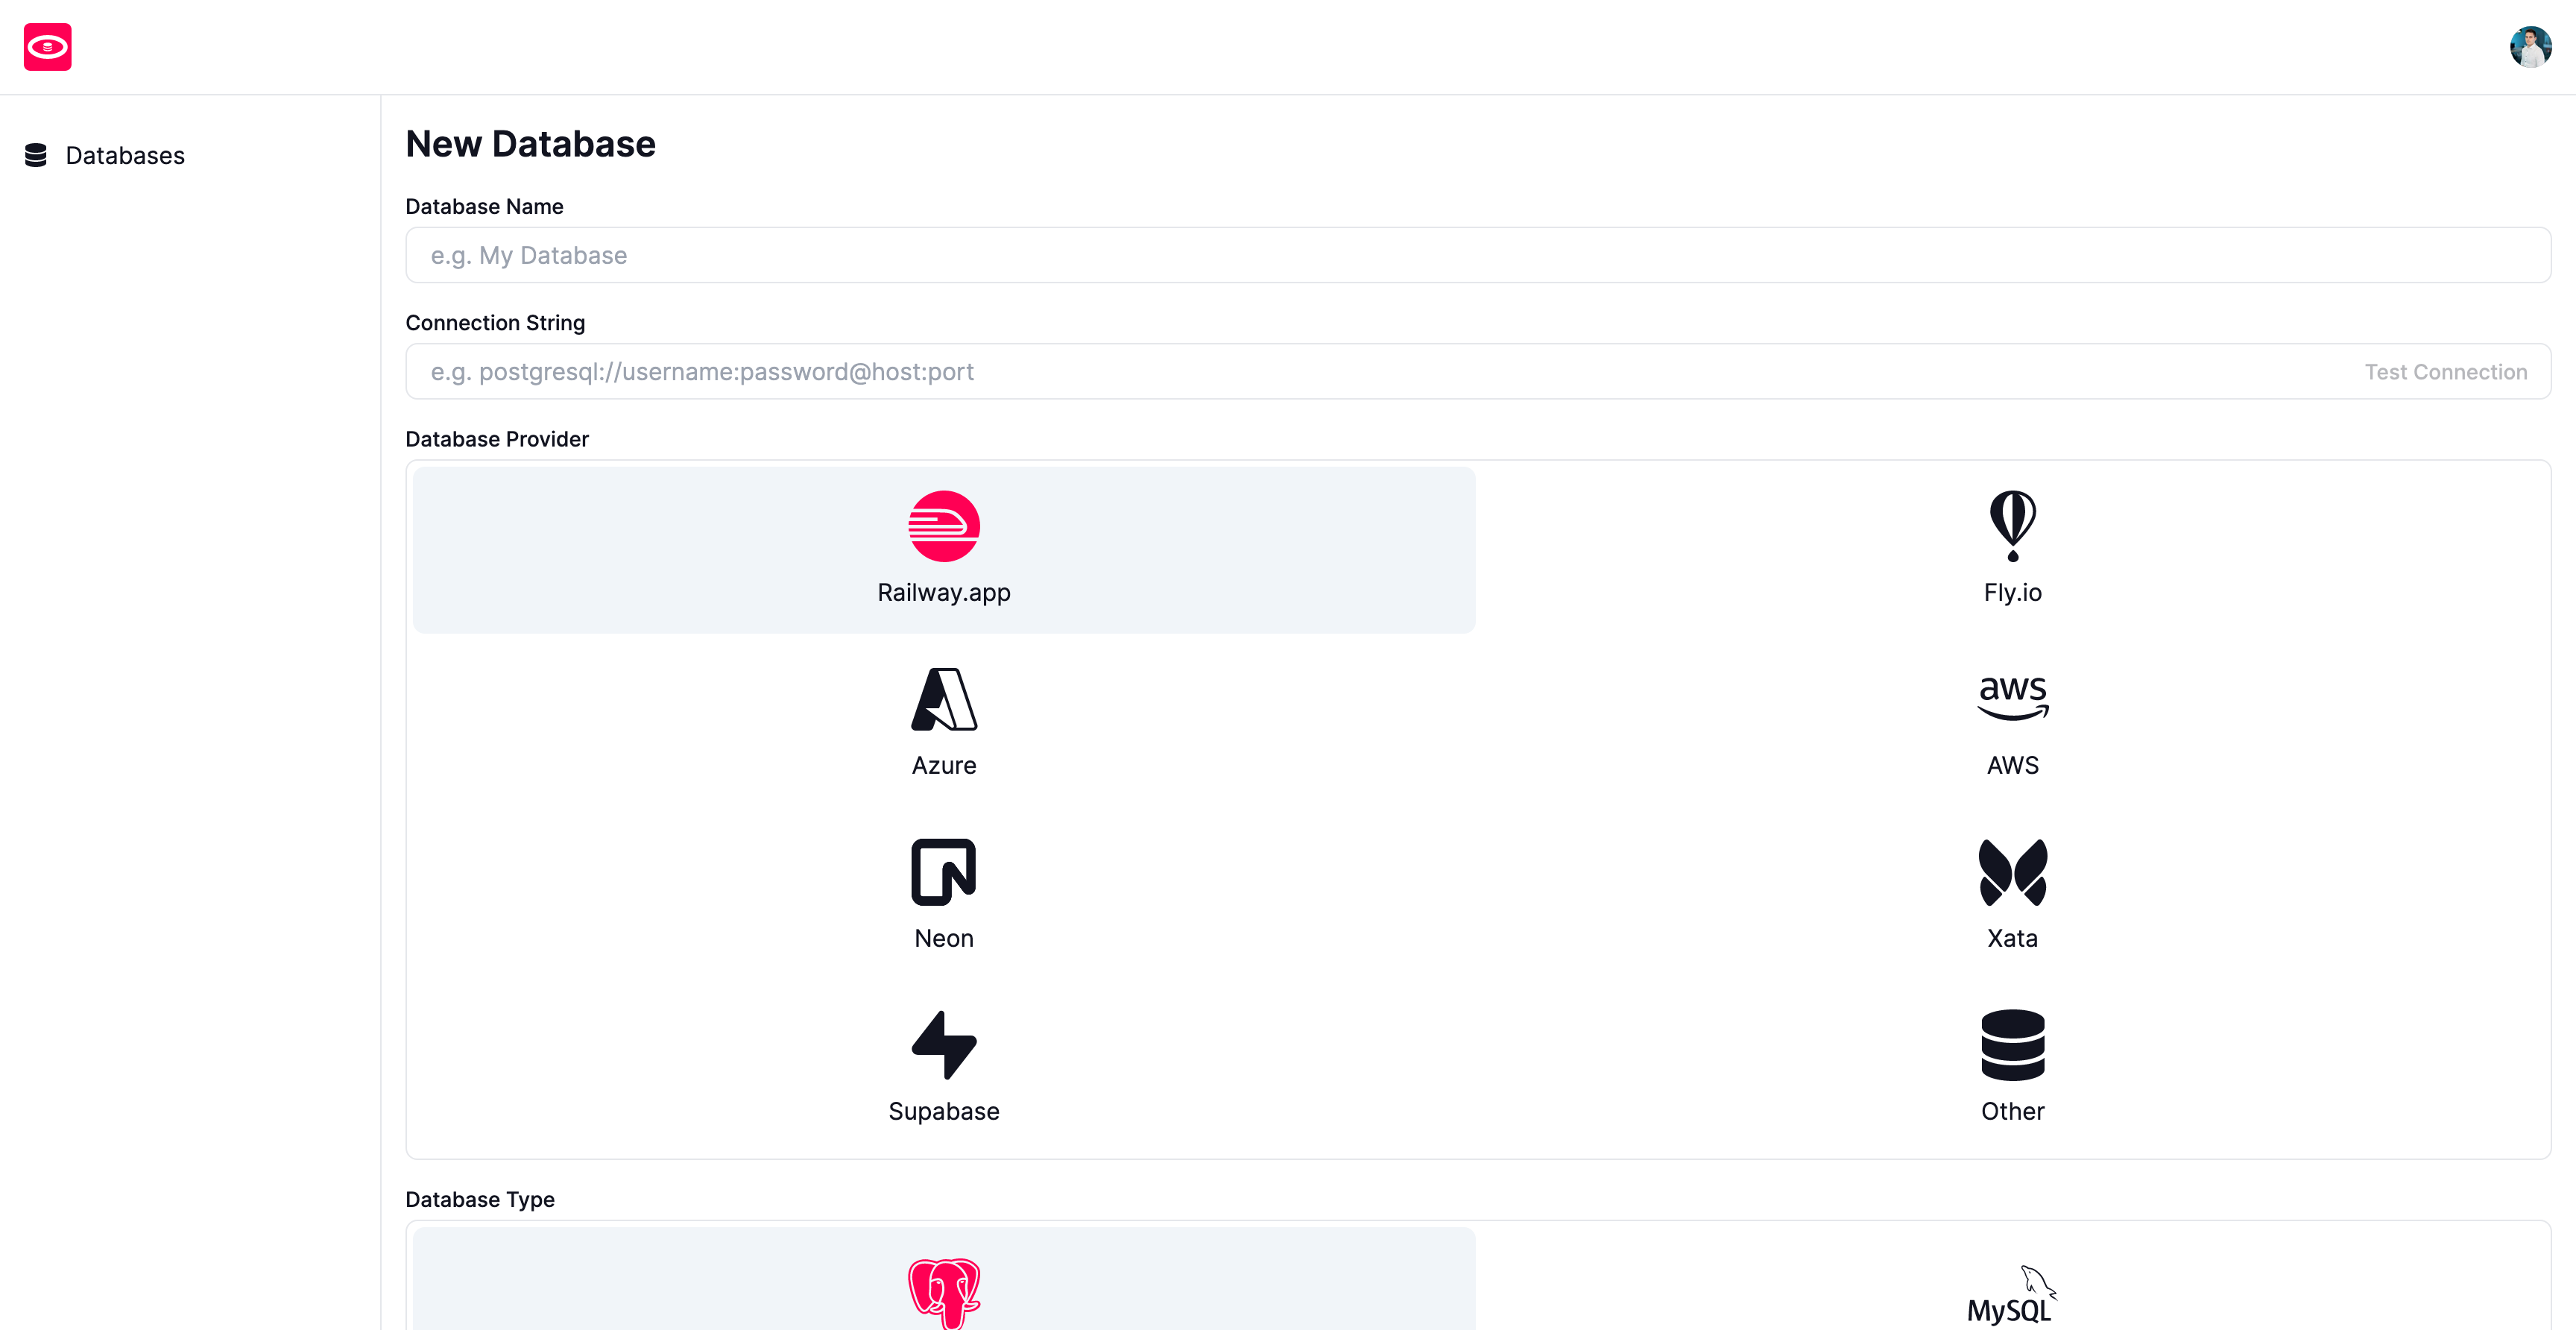 Databases
New Database
Database Name
e.g. My Database
Connection String
e.g. postgresql://username:password@host:port
Test Connection
Database Provider
Railway.app
Fly.io
aws
Azure
AWS
Neon
Xata
Supabase
Other
Database Type
MySQL